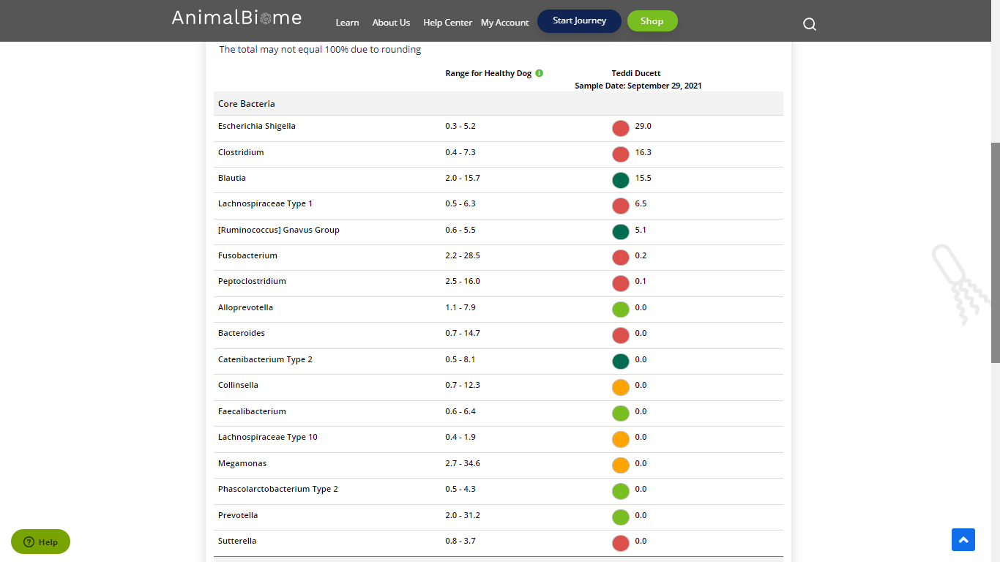 AnimalBiome
Learn About Us Help Center My Account Start Journey Shop
The total may not equal 100% due to rounding
Range for Healthy Dog Teddi Ducett
Sample Date: September 29, 2021
Core Bacteria
Escherichia Shigella 0.3 - 5.2 29.0
Clostridium 0.4 - 7.3 16.3
Blautia 2.0 - 15.7 15.5
Lachnospiraceae Type 1 0.5 - 6.3 6.5
[Ruminococcus] Gnavus Group 0.6 - 5.5 5.1
Fusobacterium 2.2 - 28.5 0.2
Peptoclostridium 2.5 - 16.0 0.1
Alloprevotella 1.1 - 7.9 0.0
Bacteroides 0.7 - 14.7 0.0
Catenibacterium Type 2 0.5 - 8.1 0.0
Collinsella 0.7 - 12.3 0.0
Faecalibacterium 0.6 - 6.4 0.0
Lachnospiraceae Type 10 0.4 - 1.9 0.0
Megamonas 2.7 - 34.6 0.0
Phascolarctobacterium Type 2 0.5 - 4.3 0.0
Prevotella 2.0 - 31.2 0.0
Sutterella 0.8 - 3.7 0.0
Help